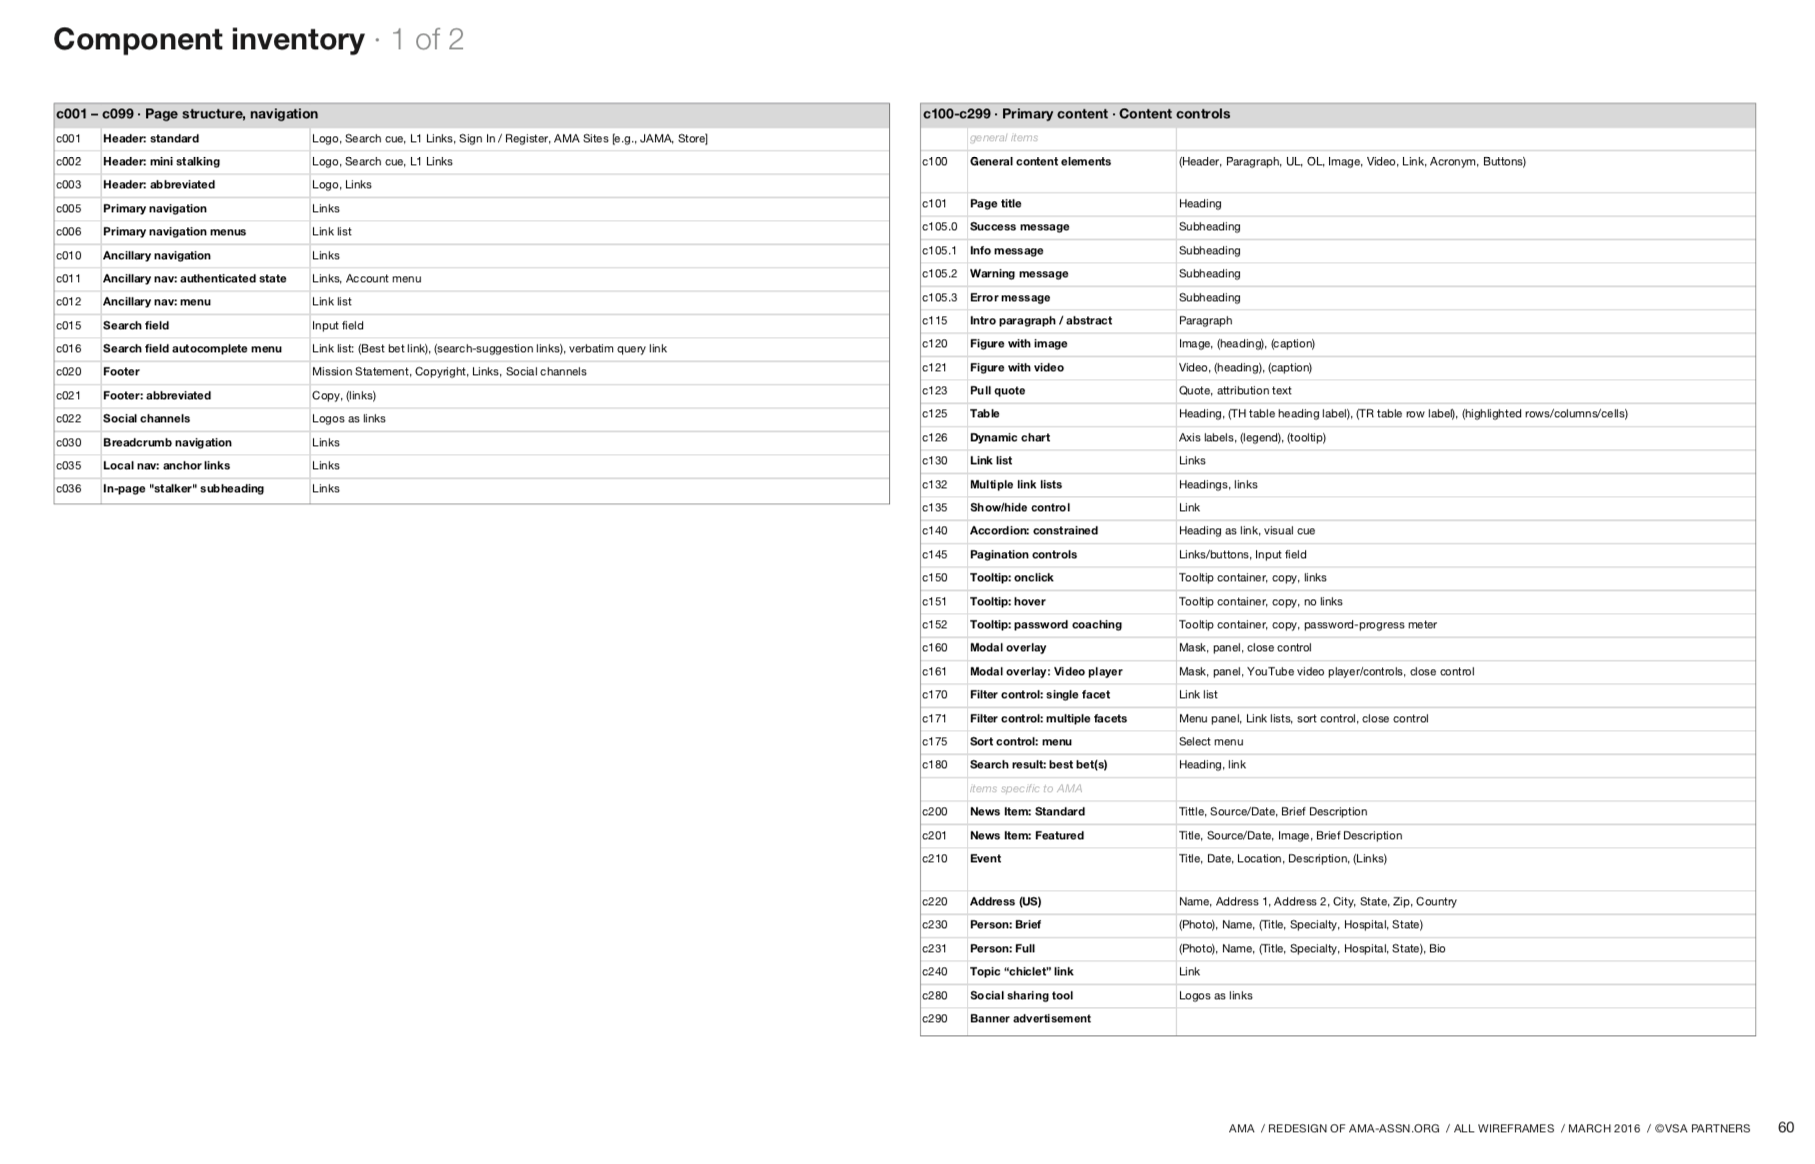 Component inventory · 1 of 2
c001 – c099 · Page structure, navigation
c001 Header: standard Logo, Search cue, L1 Links, Sign In / Register, AMA Sites [e.g., JAMA, Store]
c002 Header: mini stalking Logo, Search cue, L1 Links
c003 Header: abbreviated Logo, Links
c005 Primary navigation Links
c006 Primary navigation menus Link list
c010 Ancillary navigation Links
c011 Ancillary nav: authenticated state Links, Account menu
c012 Ancillary nav: menu Link list
c015 Search field Input field
c016 Search field autocomplete menu Link list: (Best bet link), (search-suggestion links), verbatim query link
c020 Footer Mission Statement, Copyright, Links, Social channels
c021 Footer: abbreviated Copy, (links)
c022 Social channels Logos as links
c030 Breadcrumb navigation Links
c035 Local nav: anchor links Links
c036 In-page "stalker" subheading Links
c100-c299 · Primary content · Content controls
general items
c100 General content elements (Header, Paragraph, UL, OL, Image, Video, Link, Acronym, Buttons)
c101 Page title Heading
c105.0 Success message Subheading
c105.1 Info message Subheading
c105.2 Warning message Subheading
c105.3 Error message Subheading
c115 Intro paragraph / abstract Paragraph
c120 Figure with image Image, (heading), (caption)
c121 Figure with video Video, (heading), (caption)
c123 Pull quote Quote, attribution text
c125 Table Heading, (TH table heading label), (TR table row label), (highlighted rows/columns/cells)
c126 Dynamic chart Axis labels, (legend), (tooltip)
c130 Link list Links
c132 Multiple link lists Headings, links
c135 Show/hide control Link
c140 Accordion: constrained Heading as link, visual cue
c145 Pagination controls Links/buttons, Input field
c150 Tooltip: onclick Tooltip container, copy, links
c151 Tooltip: hover Tooltip container, copy, no links
c152 Tooltip: password coaching Tooltip container, copy, password-progress meter
c160 Modal overlay Mask, panel, close control
c161 Modal overlay: Video player Mask, panel, YouTube video player/controls, close control
c170 Filter control: single facet Link list
c171 Filter control: multiple facets Menu panel, Link lists, sort control, close control
c175 Sort control: menu Select menu
c180 Search result: best bet(s) Heading, link
items specific to AMA
c200 News Item: Standard Tittle, Source/Date, Brief Description
c201 News Item: Featured Title, Source/Date, Image, Brief Description
c210 Event Title, Date, Location, Description, (Links)
c220 Address (US) Name, Address 1, Address 2, City, State, Zip, Country
c230 Person: Brief (Photo), Name, (Title, Specialty, Hospital, State)
c231 Person: Full (Photo), Name, (Title, Specialty, Hospital, State), Bio
c240 Topic “chiclet” link Link
c280 Social sharing tool Logos as links
c290 Banner advertisement
AMA / REDESIGN OF AMA-ASSN.ORG / ALL WIREFRAMES / MARCH 2016 / ©VSA PARTNERS 60